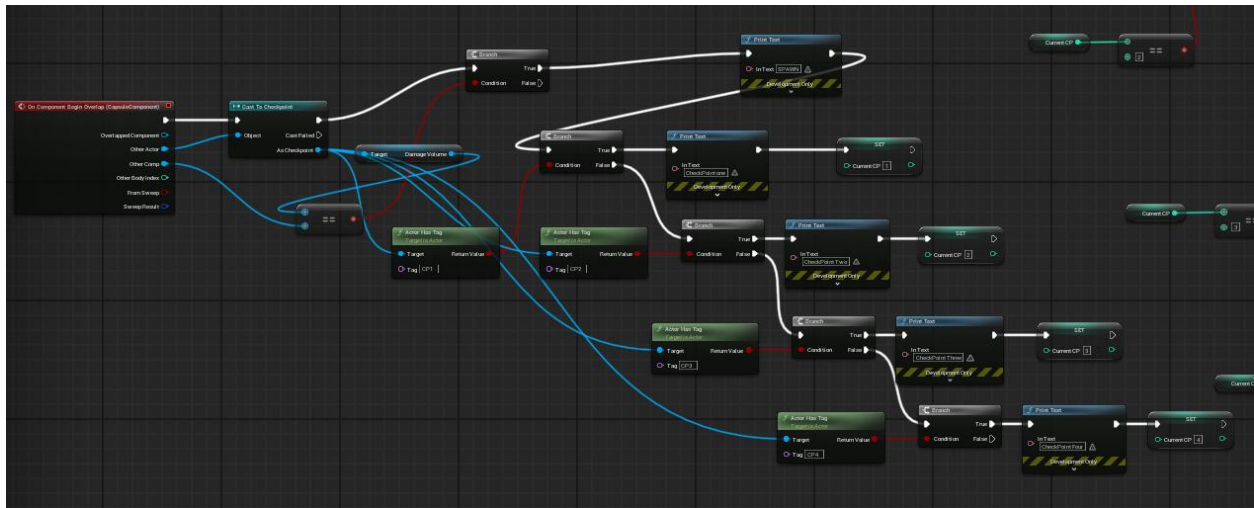 On Component Begin Overlap (CapsuleComponent)
Overlapped Component
Other Actor
Other Comp
Other Body Index
From Sweep
Sweep Result
Cast To Checkpoint
Object
Cast Failed
As Checkpoint
Target
Damage Volume
==
Branch
Condition
True
False
Print Text
In Text
SPAWN
Development Only
Branch
Condition
True
False
Print Text
In Text
CheckPoint one
Development Only
SET
Current CP
1
Actor Has Tag
Target is Actor
Target
Return Value
Tag
CP1
Actor Has Tag
Target is Actor
Target
Return Value
Tag
CP2
Branch
Condition
True
False
Print Text
In Text
CheckPoint Two
Development Only
SET
Current CP
2
Actor Has Tag
Target is Actor
Target
Return Value
Tag
CP3
Branch
Condition
True
False
Print Text
In Text
CheckPoint Three
Development Only
SET
Current CP
3
Actor Has Tag
Target is Actor
Target
Return Value
Tag
CP4
Branch
Condition
True
False
Print Text
In Text
CheckPoint Four
Development Only
SET
Current CP
4
Current CP
==
2
Current CP
==
3
Current